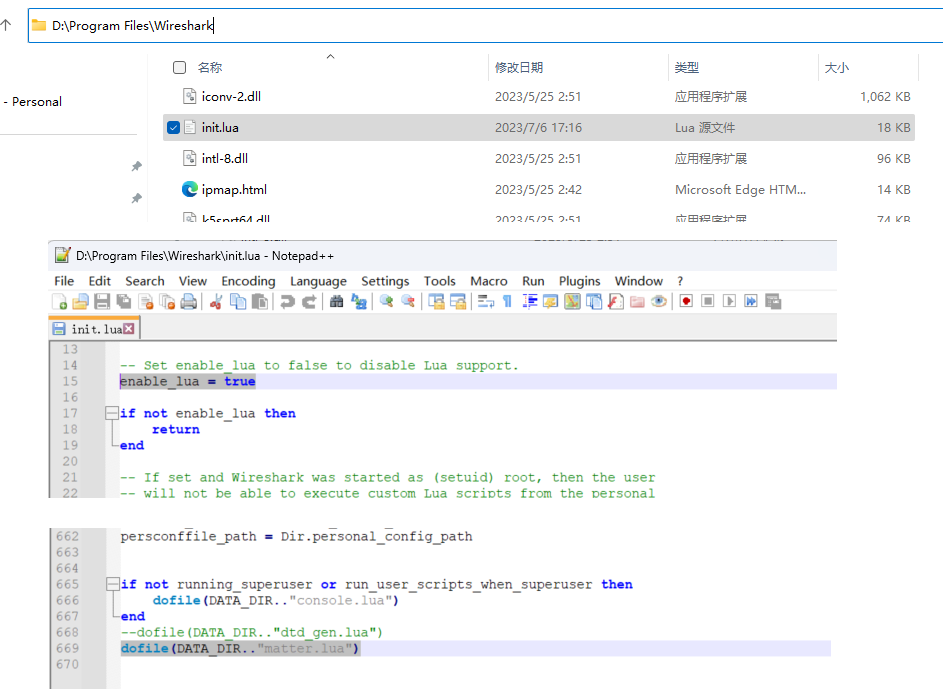 D:\Program Files\Wireshark
名称 修改日期 类型 大小
- Personal
iconv-2.dll 2023/5/25 2:51 应用程序扩展 1,062 KB
init.lua 2023/7/6 17:16 Lua 源文件 18 KB
intl-8.dll 2023/5/25 2:51 应用程序扩展 96 KB
ipmap.html 2023/5/25 2:42 Microsoft Edge HTM... 14 KB
k5sprt64.dll 2023/5/25 2:51 应用程序扩展 74 KB
D:\Program Files\Wireshark\init.lua - Notepad++
File Edit Search View Encoding Language Settings Tools Macro Run Plugins Window ?
init.lua
13
14 -- Set enable_lua to false to disable Lua support.
15 enable_lua = true
16
17 if not enable_lua then
18 return
19 end
20
21 -- If set and Wireshark was started as (setuid) root, then the user
22 -- will not be able to execute custom Lua scripts from the personal
662 persconffile_path = Dir.personal_config_path
663
664
665 if not running_superuser or run_user_scripts_when_superuser then
666 dofile(DATA_DIR.."console.lua")
667 end
668 --dofile(DATA_DIR.."dtd_gen.lua")
669 dofile(DATA_DIR.."matter.lua")
670